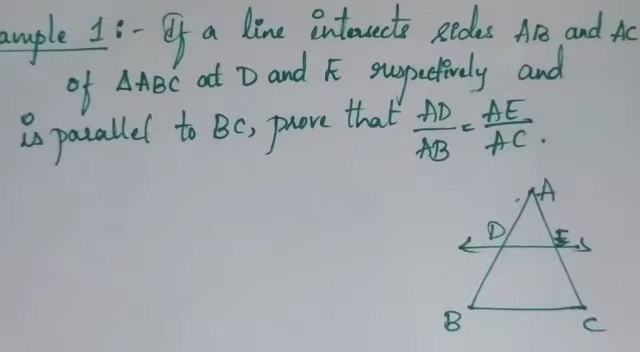 ample 1:- If a line intersects sides AB and AC
of ΔABC at D and E respectively and
is parallel to BC, prove that AD/AB = AE/AC.
A
D E
B C